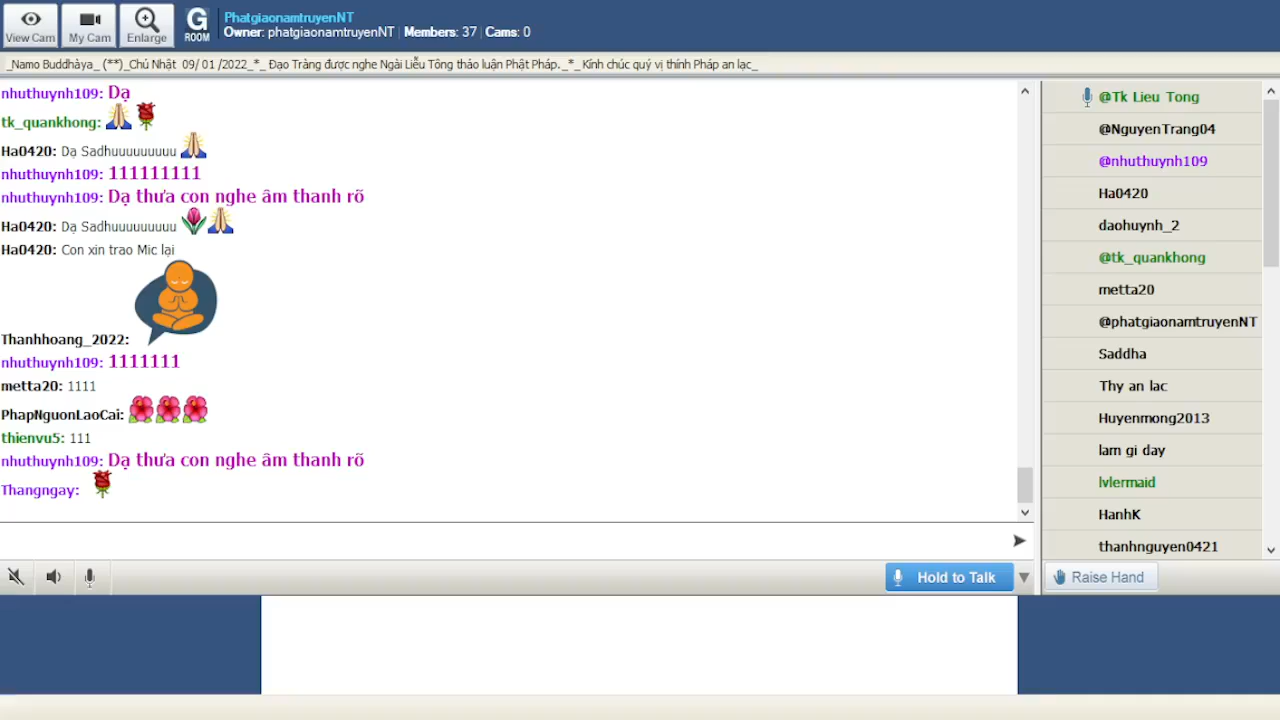 View Cam
My Cam
Enlarge
G
ROOM
PhatgiaonamtruyenNT
Owner: phatgiaonamtruyenNT | Members: 37 | Cams: 0
_Namo Buddhàya_ (**)_Chủ Nhật 09/ 01 /2022_*_ Đạo Tràng được nghe Ngài Liễu Tông thảo luận Phật Pháp._*_ Kính chúc quý vị thính Pháp an lạc_
nhuthuynh109: Dạ
tk_quankhong:
Ha0420: Dạ Sadhuuuuuuuuu
nhuthuynh109: 111111111
nhuthuynh109: Dạ thưa con nghe âm thanh rõ
Ha0420: Dạ Sadhuuuuuuuuu
Ha0420: Con xin trao Mic lại
Thanhhoang_2022:
nhuthuynh109: 1111111
metta20: 1111
PhapNguonLaoCai:
thienvu5: 111
nhuthuynh109: Dạ thưa con nghe âm thanh rõ
Thangngay:
Hold to Talk
@Tk Lieu Tong
@NguyenTrang04
@nhuthuynh109
Ha0420
daohuynh_2
@tk_quankhong
metta20
@phatgiaonamtruyenNT
Saddha
Thy an lac
Huyenmong2013
lam gi day
lvlermaid
HanhK
thanhnguyen0421
Raise Hand